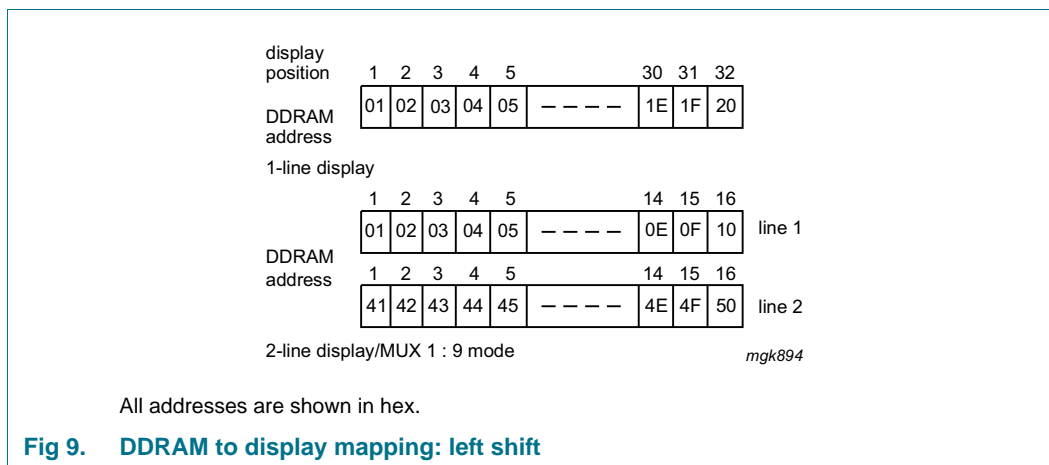 display
position 1 2 3 4 5 30 31 32
DDRAM
address 01 02 03 04 05 – – – – 1E 1F 20
1-line display
1 2 3 4 5 14 15 16
01 02 03 04 05 – – – – 0E 0F 10 line 1
DDRAM
address 1 2 3 4 5 14 15 16
41 42 43 44 45 – – – – 4E 4F 50 line 2
2-line display/MUX 1 : 9 mode mgk894
All addresses are shown in hex.
Fig 9. DDRAM to display mapping: left shift